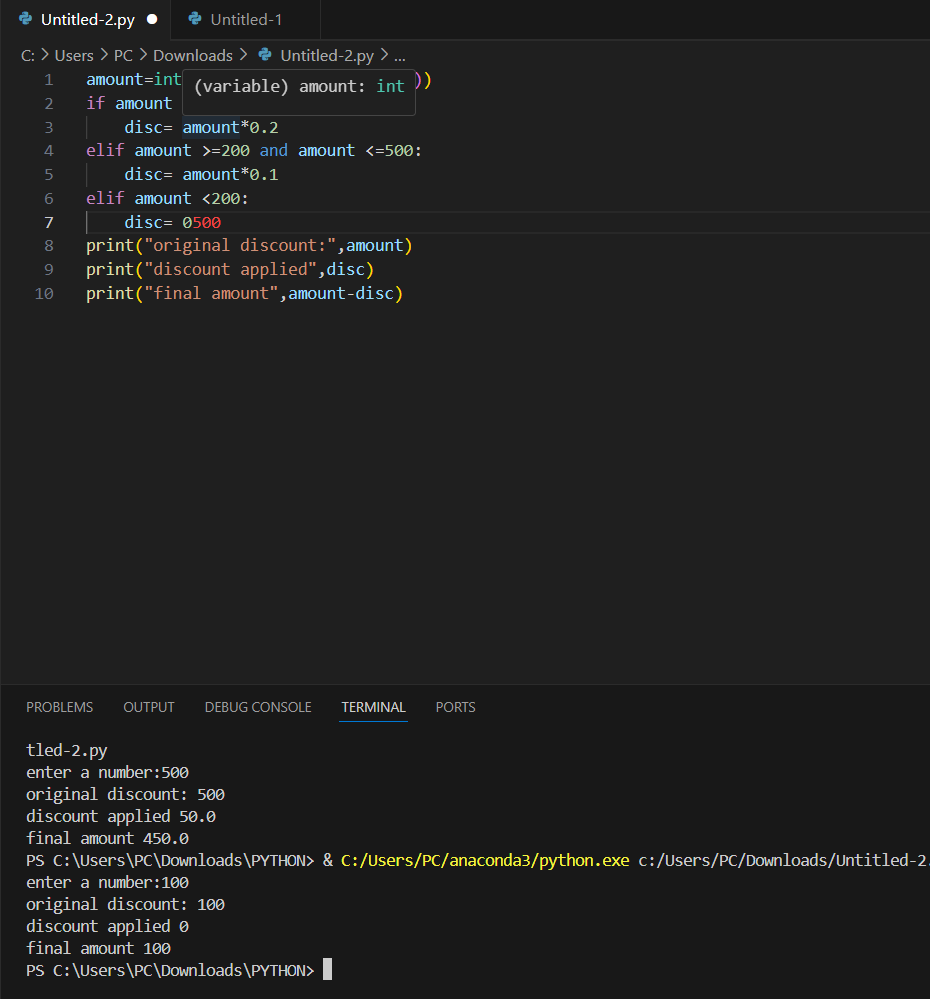 Untitled-2.py
Untitled-1
C: > Users > PC > Downloads > Untitled-2.py > ...
1 amount=int ))
(variable) amount: int
2 if amount
3 disc= amount*0.2
4 elif amount >=200 and amount <=500:
5 disc= amount*0.1
6 elif amount <200:
7 disc= 0500
8 print("original discount:",amount)
9 print("discount applied",disc)
10 print("final amount",amount-disc)
PROBLEMS OUTPUT DEBUG CONSOLE TERMINAL PORTS
tled-2.py
enter a number:500
original discount: 500
discount applied 50.0
final amount 450.0
PS C:\Users\PC\Downloads\PYTHON> & C:/Users/PC/anaconda3/python.exe c:/Users/PC/Downloads/Untitled-2.
enter a number:100
original discount: 100
discount applied 0
final amount 100
PS C:\Users\PC\Downloads\PYTHON>